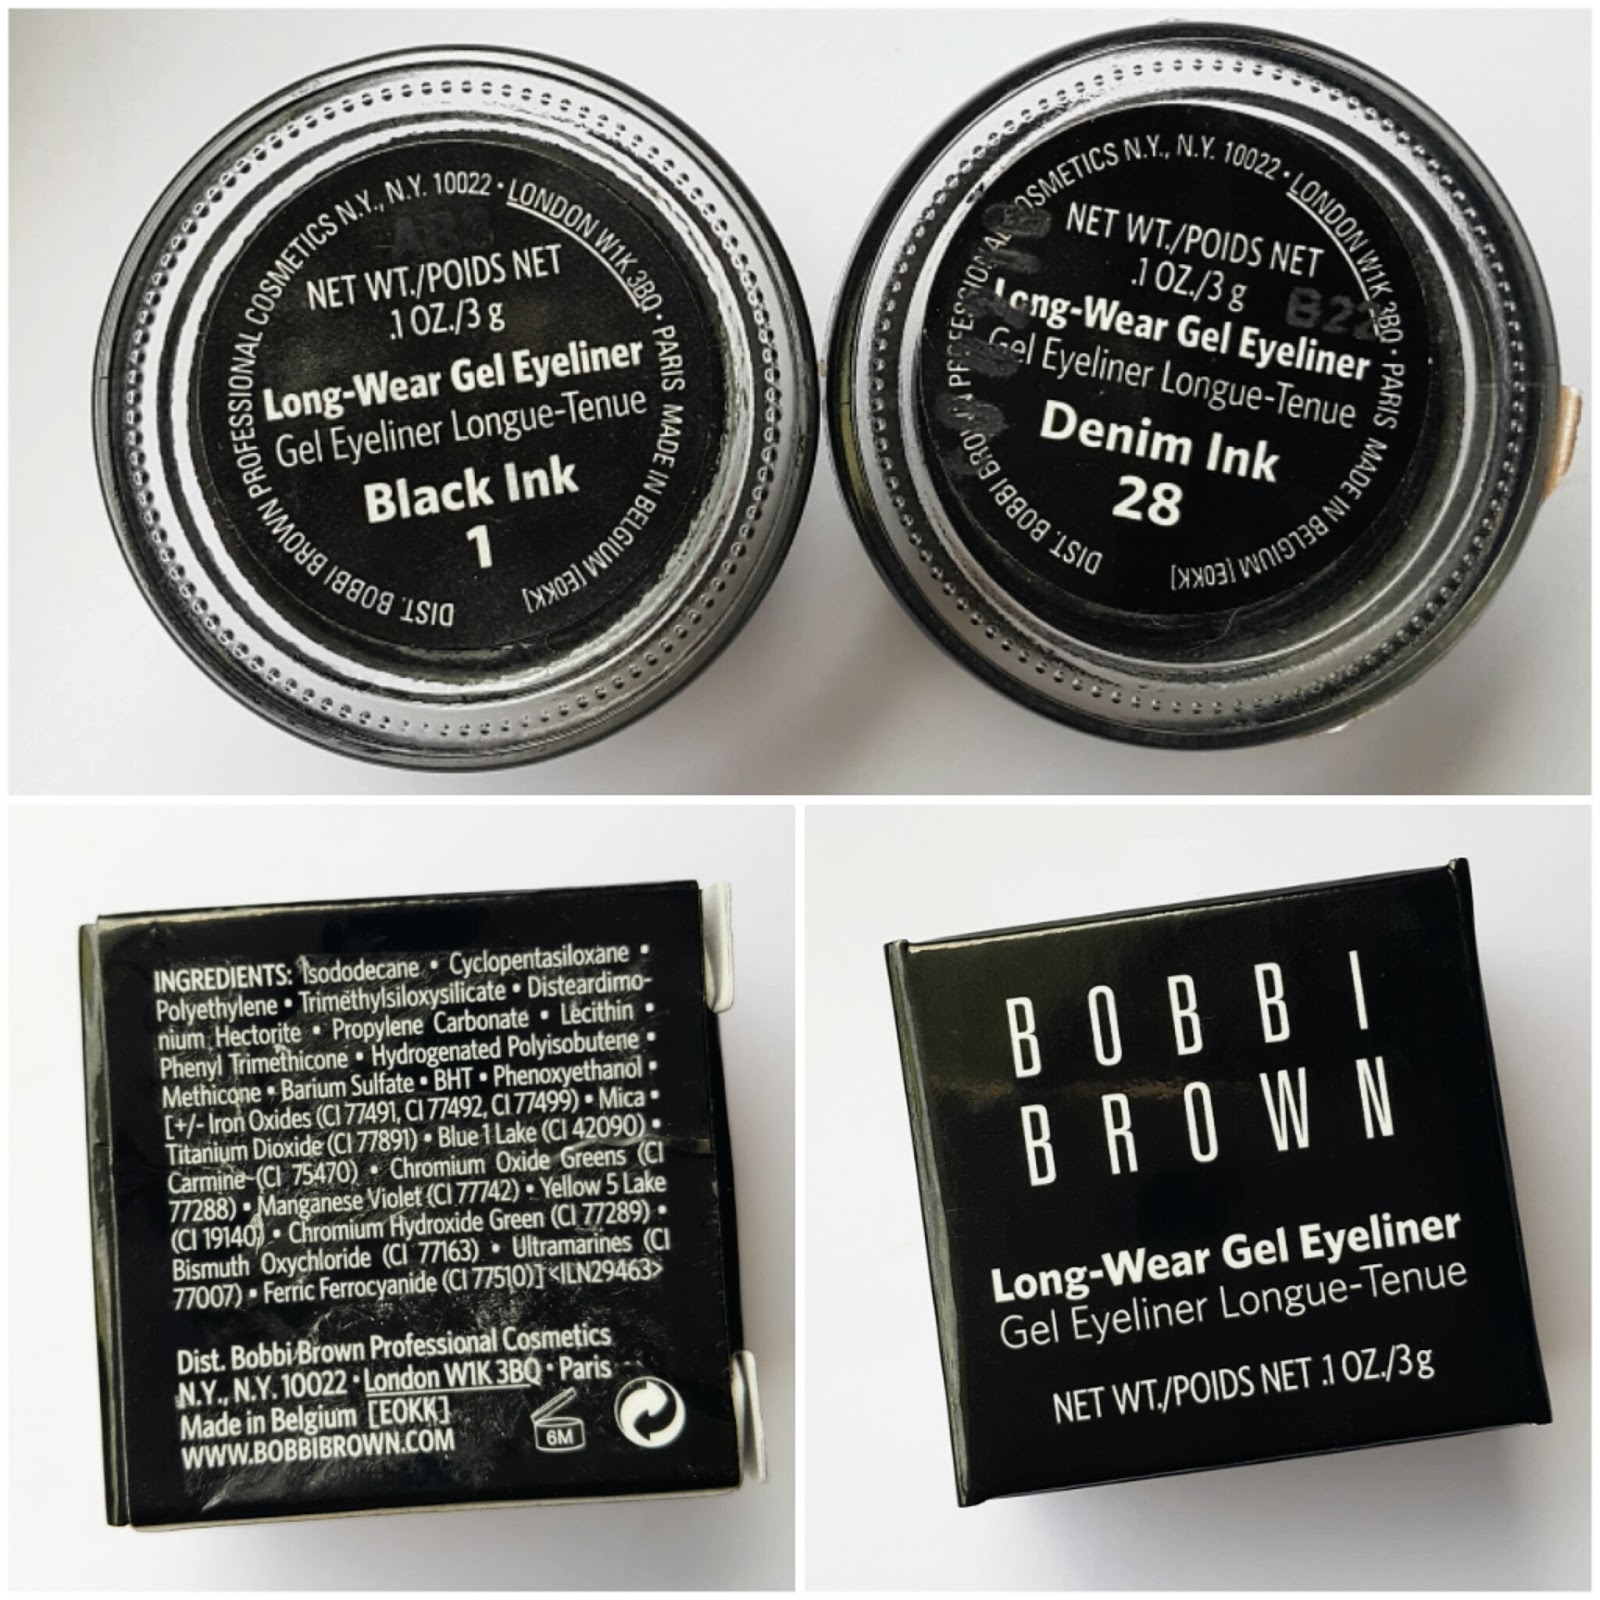 DIST. BOBBI BROWN PROFESSIONAL COSMETICS N.Y., N.Y. 10022 • LONDON W1K 3BQ • PARIS MADE IN BELGIUM [E0KK]
NET WT./POIDS NET
.1 OZ./3 g
Long-Wear Gel Eyeliner
Gel Eyeliner Longue-Tenue
Black Ink
1
DIST. BOBBI BROWN PROFESSIONAL COSMETICS N.Y., N.Y. 10022 • LONDON W1K 3BQ • PARIS MADE IN BELGIUM [E0KK]
NET WT./POIDS NET
.1 OZ./3 g
B22
Long-Wear Gel Eyeliner
Gel Eyeliner Longue-Tenue
Denim Ink
28
INGREDIENTS: Isododecane • Cyclopentasiloxane •
Polyethylene • Trimethylsiloxysilicate • Disteardimo-
nium Hectorite • Propylene Carbonate • Lecithin •
Phenyl Trimethicone • Hydrogenated Polyisobutene •
Methicone • Barium Sulfate • BHT • Phenoxyethanol •
[+/- Iron Oxides (CI 77491, CI 77492, CI 77499) • Mica •
Titanium Dioxide (CI 77891) • Blue 1 Lake (CI 42090) •
Carmine (CI 75470) • Chromium Oxide Greens (CI
77288) • Manganese Violet (CI 77742) • Yellow 5 Lake
(CI 19140) • Chromium Hydroxide Green (CI 77289) •
Bismuth Oxychloride (CI 77163) • Ultramarines (CI
77007) • Ferric Ferrocyanide (CI 77510)] <ILN29463>
Dist. Bobbi Brown Professional Cosmetics
N.Y., N.Y. 10022 • London W1K 3BQ • Paris
Made in Belgium [E0KK]
WWW.BOBBIBROWN.COM
6M
BOBBI
BROWN
Long-Wear Gel Eyeliner
Gel Eyeliner Longue-Tenue
NET WT./POIDS NET .1 OZ./3 g